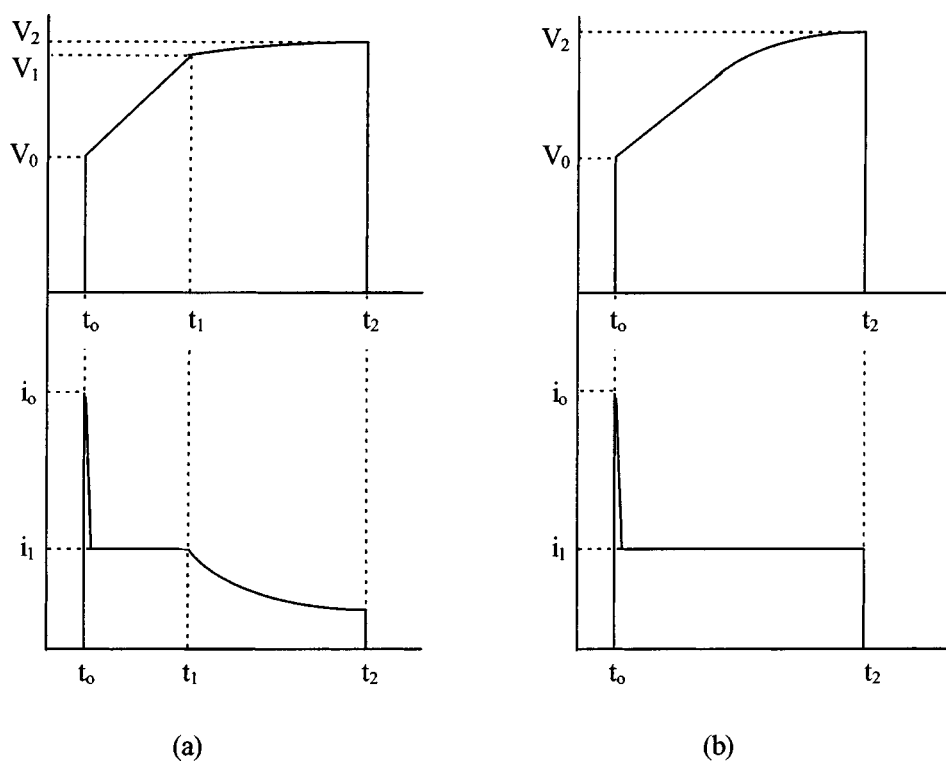 V₂
V₁
V₀
tₒ t₁ t₂
iₒ
i₁
tₒ t₁ t₂
(a)
V₂
V₀
tₒ t₂
iₒ
i₁
tₒ t₂
(b)